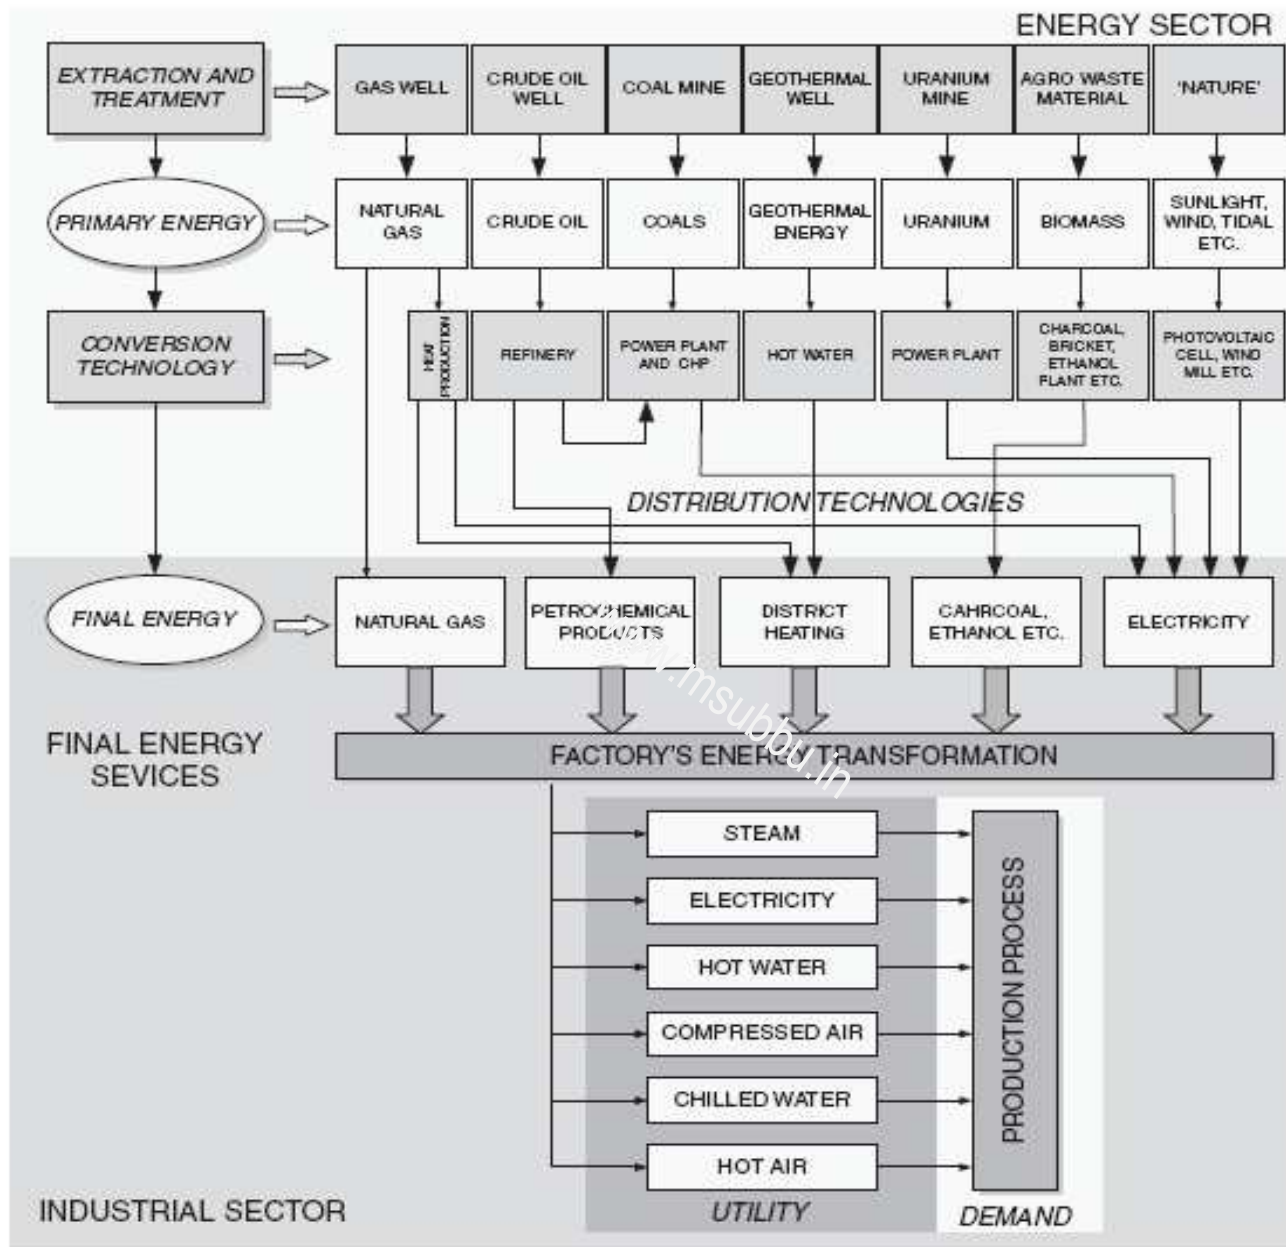 ENERGY SECTOR
EXTRACTION AND
TREATMENT
GAS WELL
CRUDE OIL
WELL
COAL MINE
GEOTHERMAL
WELL
URANIUM
MINE
AGRO WASTE
MATERIAL
'NATURE'
PRIMARY ENERGY
NATURAL
GAS
CRUDE OIL
COALS
GEOTHERMAL
ENERGY
URANIUM
BIOMASS
SUNLIGHT,
WIND, TIDAL
ETC.
CONVERSION
TECHNOLOGY
HEAT
PRODUCTION
REFINERY
POWER PLANT
AND CHP
HOT WATER
POWER PLANT
CHARCOAL,
BRICKET,
ETHANOL
PLANT ETC.
PHOTOVOLTAIC
CELL, WIND
MILL ETC.
DISTRIBUTION TECHNOLOGIES
FINAL ENERGY
NATURAL GAS
PETROCHEMICAL
PRODUCTS
DISTRICT
HEATING
CAHRCOAL,
ETHANOL ETC.
ELECTRICITY
www.msubbu.in
FINAL ENERGY
SEVICES
FACTORY'S ENERGY TRANSFORMATION
STEAM
ELECTRICITY
HOT WATER
COMPRESSED AIR
CHILLED WATER
HOT AIR
PRODUCTION PROCESS
INDUSTRIAL SECTOR
UTILITY
DEMAND